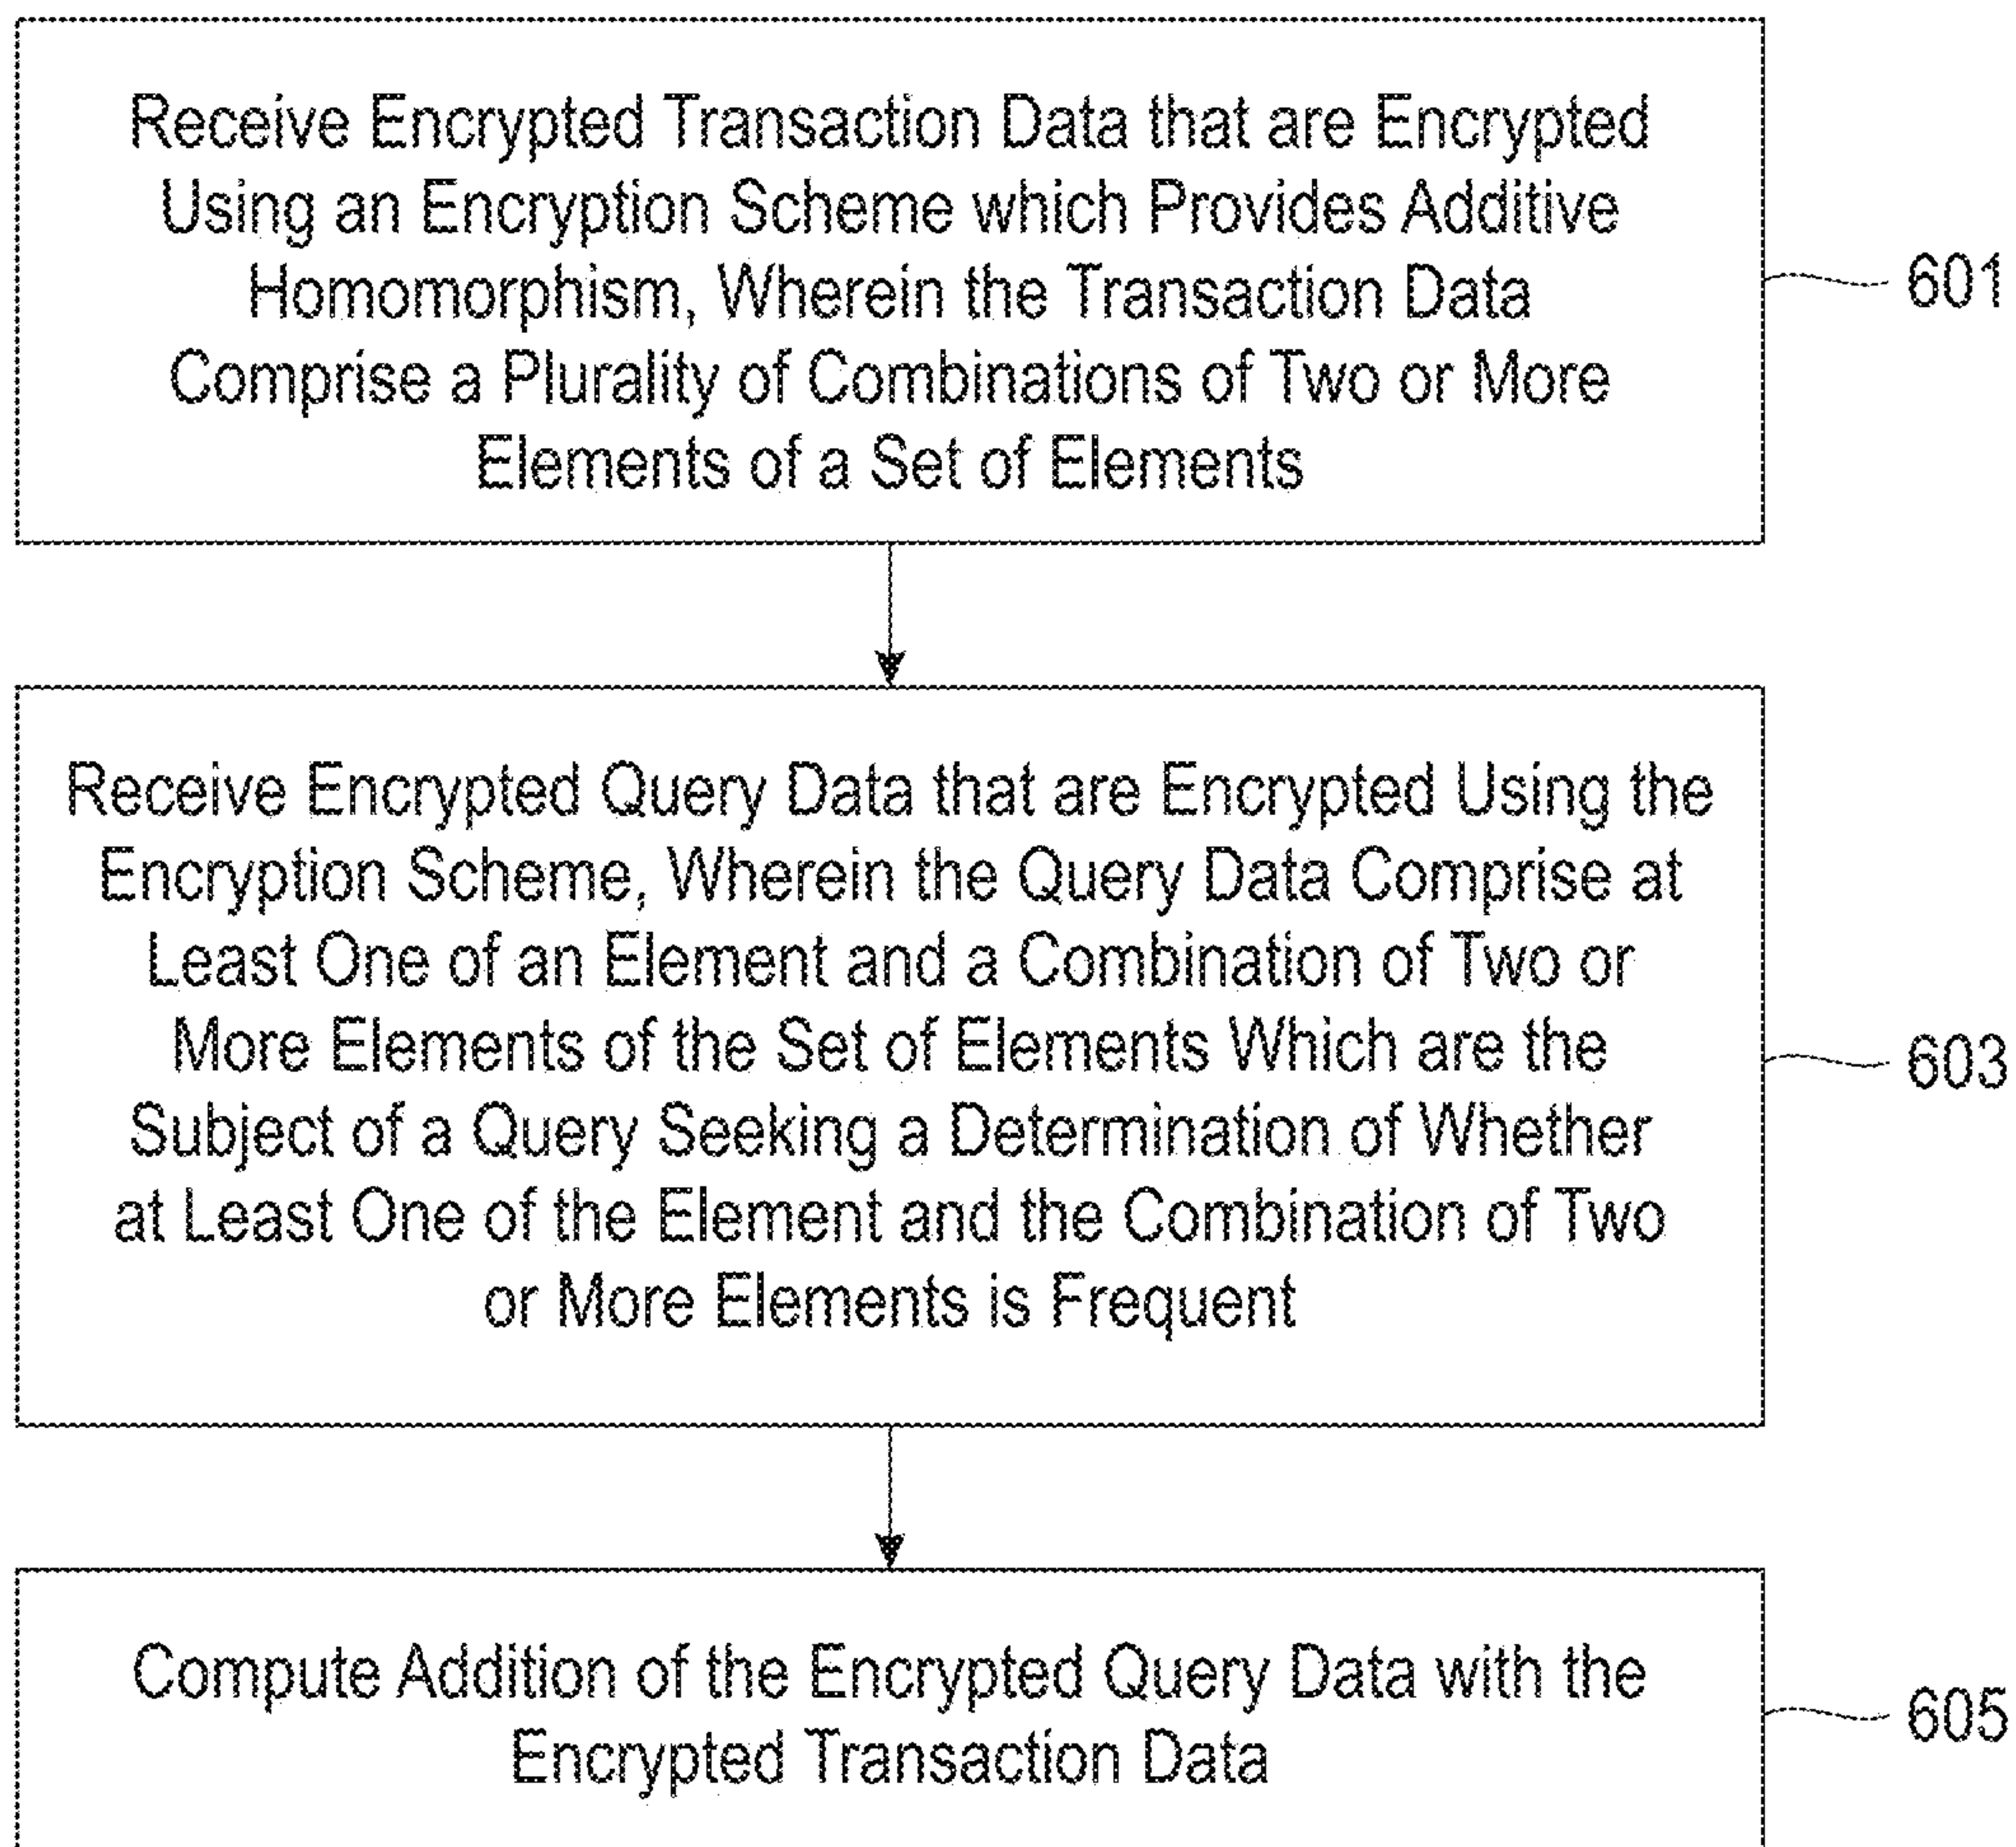 Receive Encrypted Transaction Data that are Encrypted
Using an Encryption Scheme which Provides Additive
Homomorphism, Wherein the Transaction Data
Comprise a Plurality of Combinations of Two or More
Elements of a Set of Elements
601
Receive Encrypted Query Data that are Encrypted Using the
Encryption Scheme, Wherein the Query Data Comprise at
Least One of an Element and a Combination of Two or
More Elements of the Set of Elements Which are the
Subject of a Query Seeking a Determination of Whether
at Least One of the Element and the Combination of Two
or More Elements is Frequent
603
Compute Addition of the Encrypted Query Data with the
Encrypted Transaction Data
605